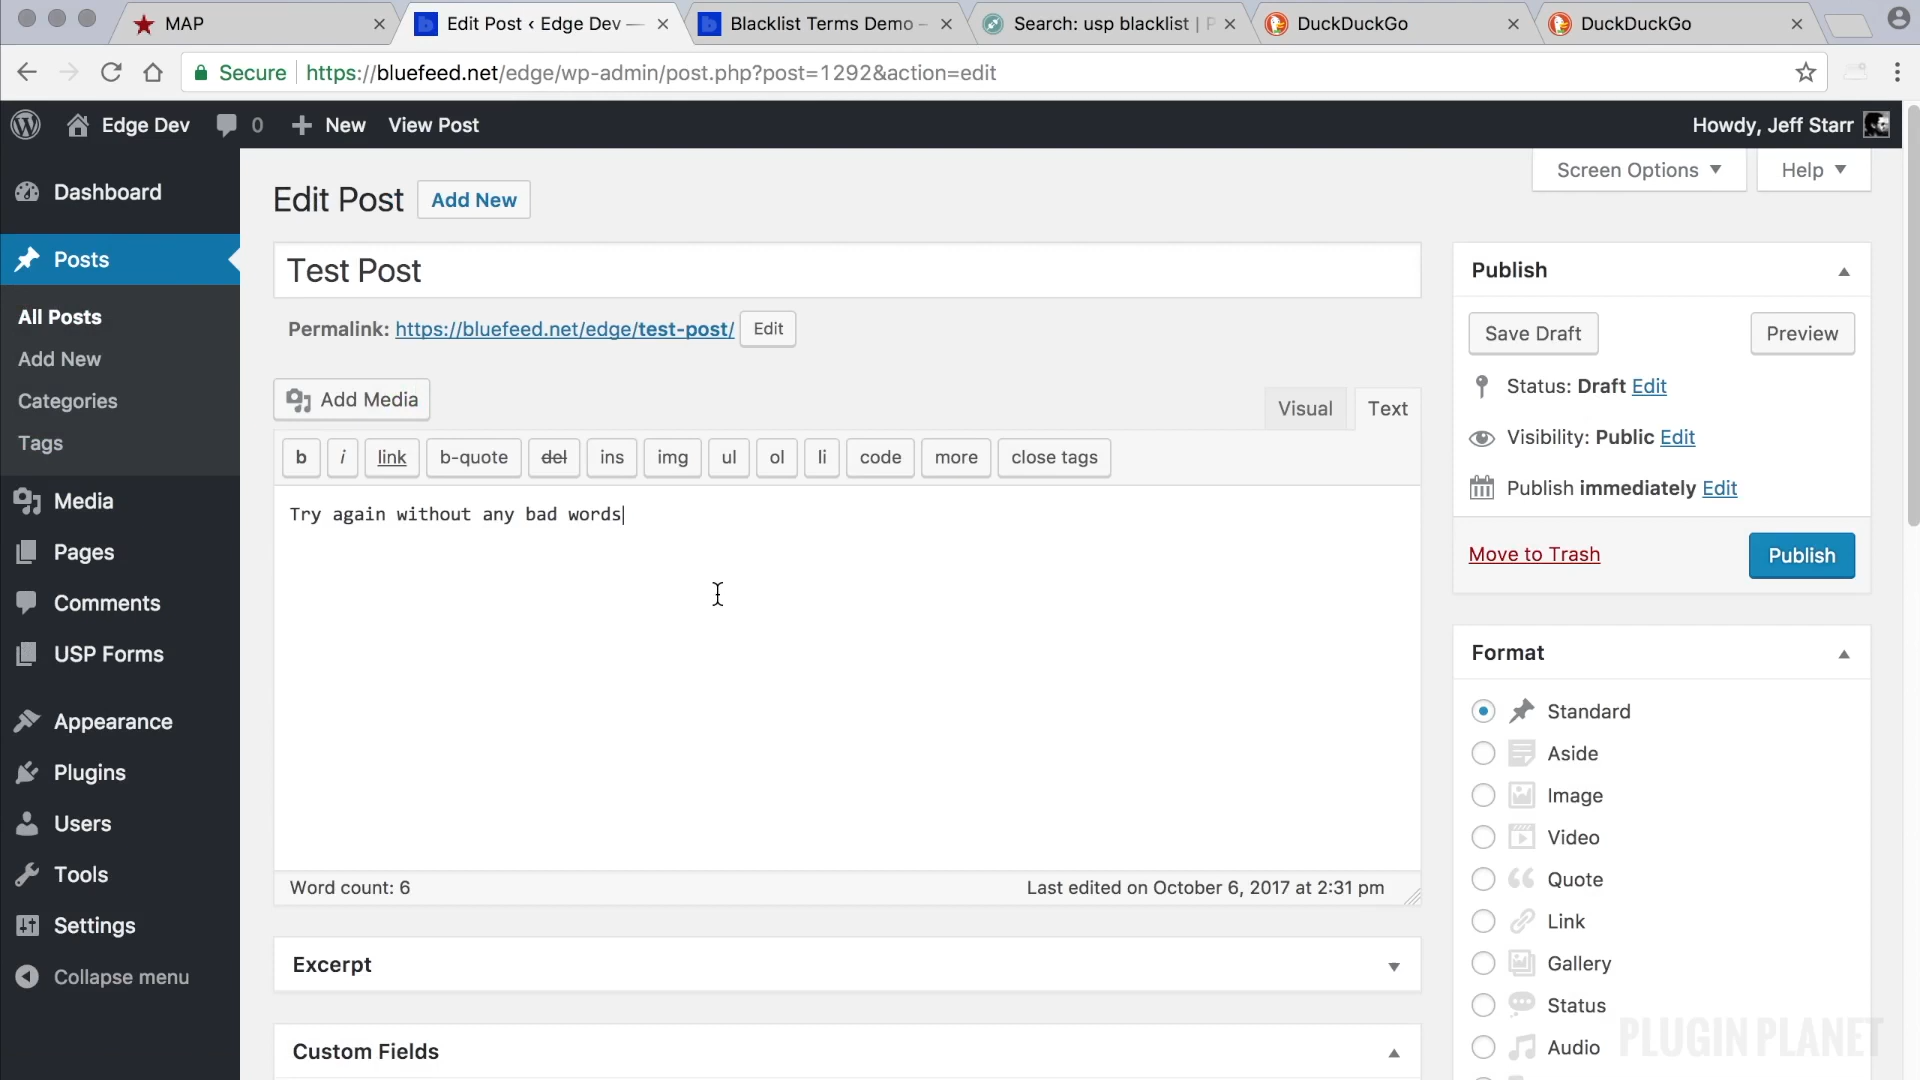 MAP
Edit Post ‹ Edge Dev —
Blacklist Terms Demo –
Search: usp blacklist | P
DuckDuckGo
DuckDuckGo
Secure
https://bluefeed.net/edge/wp-admin/post.php?post=1292&action=edit
Edge Dev
0
New
View Post
Howdy, Jeff Starr
Dashboard
Posts
All Posts
Add New
Categories
Tags
Media
Pages
Comments
USP Forms
Appearance
Plugins
Users
Tools
Settings
Collapse menu
Screen Options
Help
Edit Post
Add New
Test Post
Permalink: https://bluefeed.net/edge/test-post/ Edit
Add Media
Visual
Text
b
i
link
b-quote
del
ins
img
ul
ol
li
code
more
close tags
Try again without any bad words
Word count: 6
Last edited on October 6, 2017 at 2:31 pm
Excerpt
Custom Fields
Publish
Save Draft
Preview
Status: Draft Edit
Visibility: Public Edit
Publish immediately Edit
Move to Trash
Publish
Format
Standard
Aside
Image
Video
Quote
Link
Gallery
Status
Audio
PLUGIN PLANET